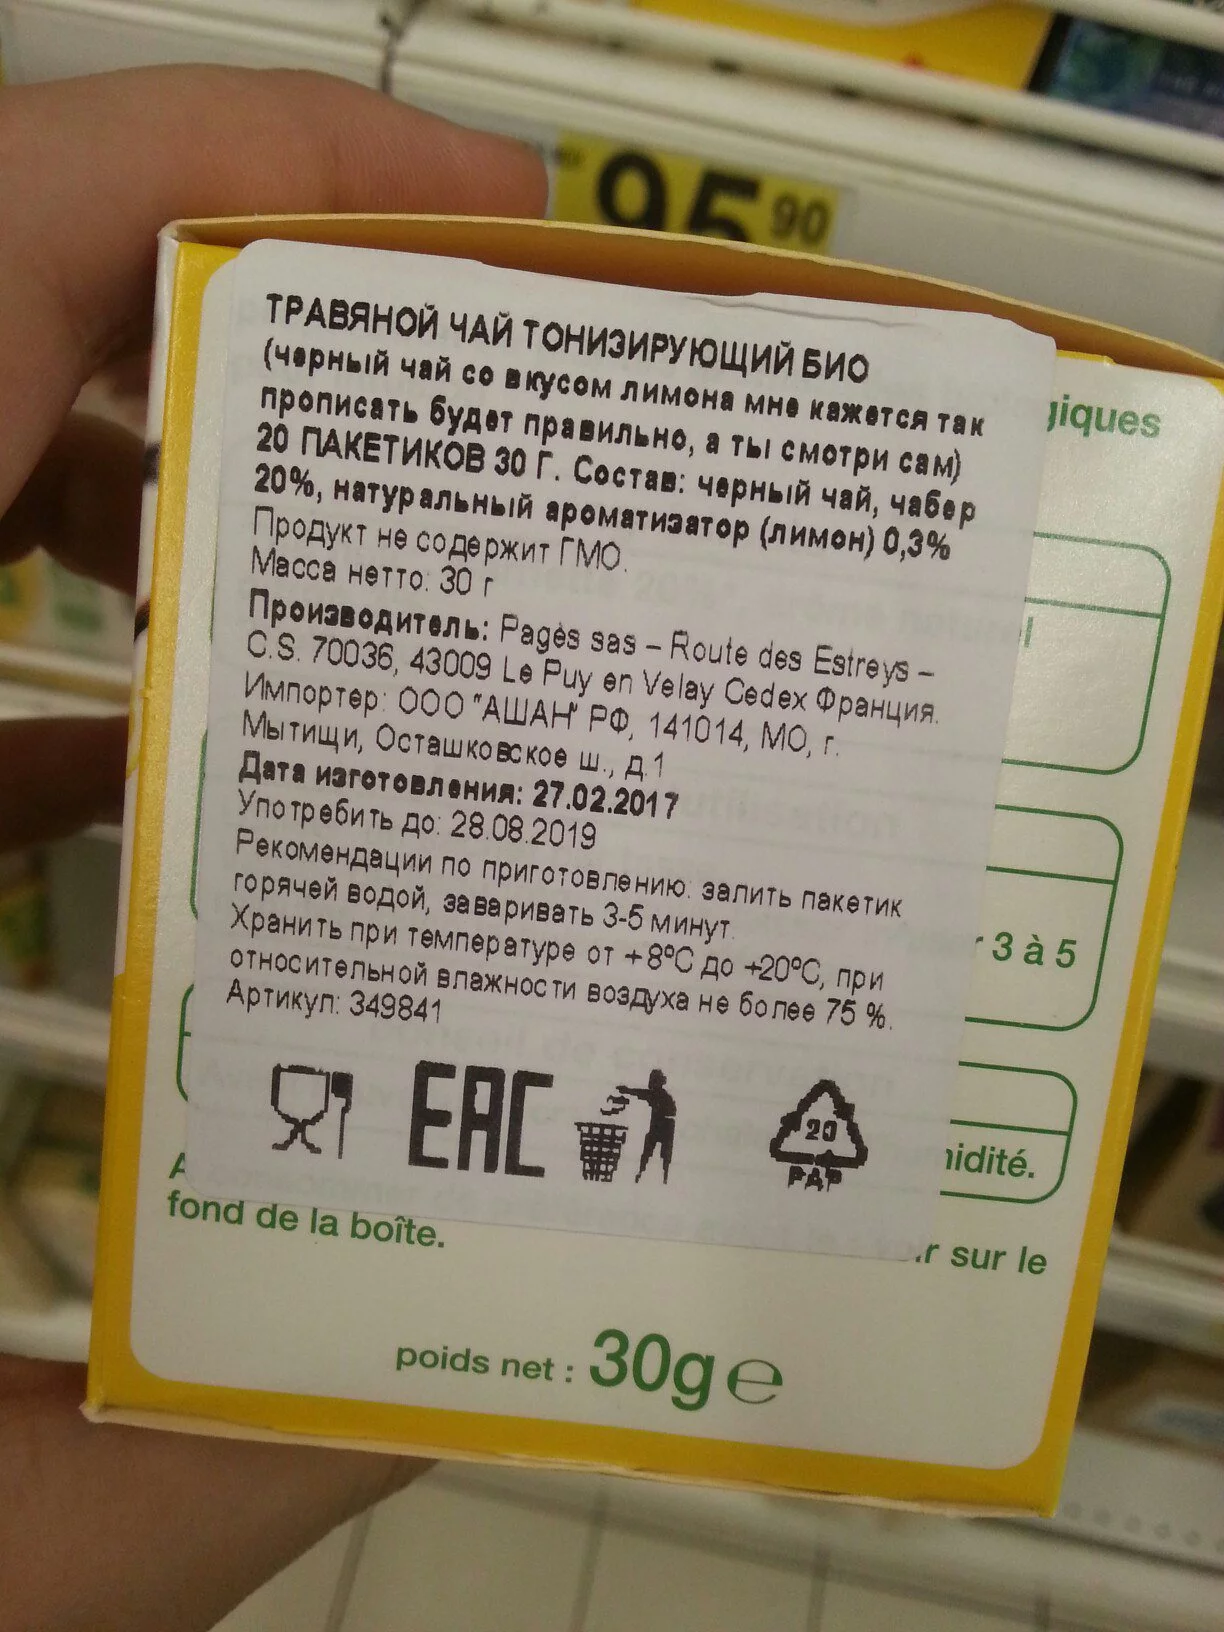 95 90
ТРАВЯНОЙ ЧАЙ ТОНИЗИРУЮЩИЙ БИО
(черный чай со вкусом лимона мне кажется так
прописать будет правильно, а ты смотри сам)
20 ПАКЕТИКОВ 30 Г. Состав: черный чай, чабер
20%, натуральный ароматизатор (лимон) 0,3%
Продукт не содержит ГМО.
Масса нетто: 30 г
Производитель: Pagès sas – Route des Estreys –
C.S. 70036, 43009 Le Puy en Velay Cedex Франция.
Импортер: ООО "АШАН" РФ, 141014, МО, г.
Мытищи, Осташковское ш., д.1
Дата изготовления: 27.02.2017
Употребить до: 28.08.2019
Рекомендации по приготовлению: залить пакетик
горячей водой, заваривать 3-5 минут.
Хранить при температуре от +8°C до +20°C, при
относительной влажности воздуха не более 75 %.
Артикул: 349841
EAC
20
PAP
3 à 5
sur le
fond de la boîte.
poids net : 30g e